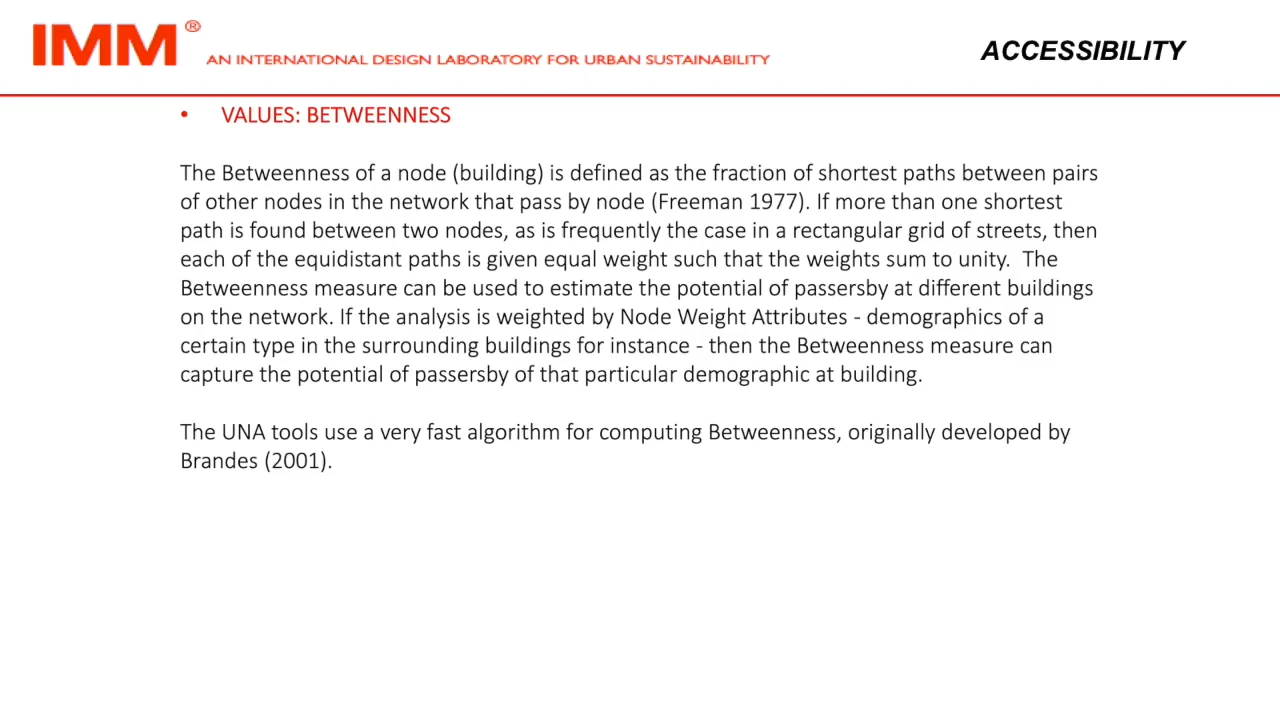 IMM®
AN INTERNATIONAL DESIGN LABORATORY FOR URBAN SUSTAINABILITY
ACCESSIBILITY
• VALUES: BETWEENNESS
The Betweenness of a node (building) is defined as the fraction of shortest paths between pairs
of other nodes in the network that pass by node (Freeman 1977). If more than one shortest
path is found between two nodes, as is frequently the case in a rectangular grid of streets, then
each of the equidistant paths is given equal weight such that the weights sum to unity.  The
Betweenness measure can be used to estimate the potential of passersby at different buildings
on the network. If the analysis is weighted by Node Weight Attributes - demographics of a
certain type in the surrounding buildings for instance - then the Betweenness measure can
capture the potential of passersby of that particular demographic at building.
The UNA tools use a very fast algorithm for computing Betweenness, originally developed by
Brandes (2001).